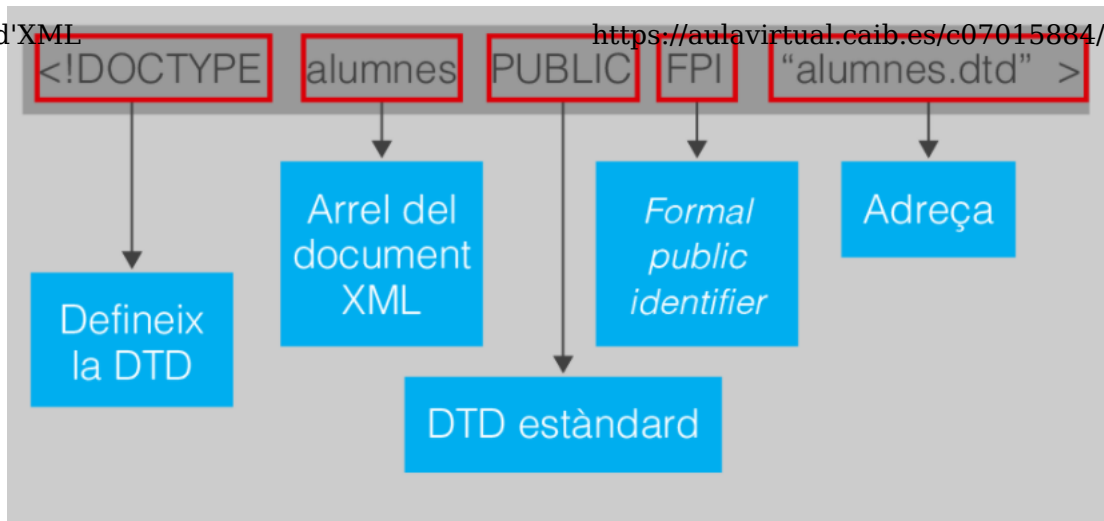 d'XML https://aulavirtual.caib.es/c07015884/
<!DOCTYPE alumnes PUBLIC FPI “alumnes.dtd” >
Arrel del
document
XML
Formal
public
identifier
Adreça
Defineix
la DTD
DTD estàndard